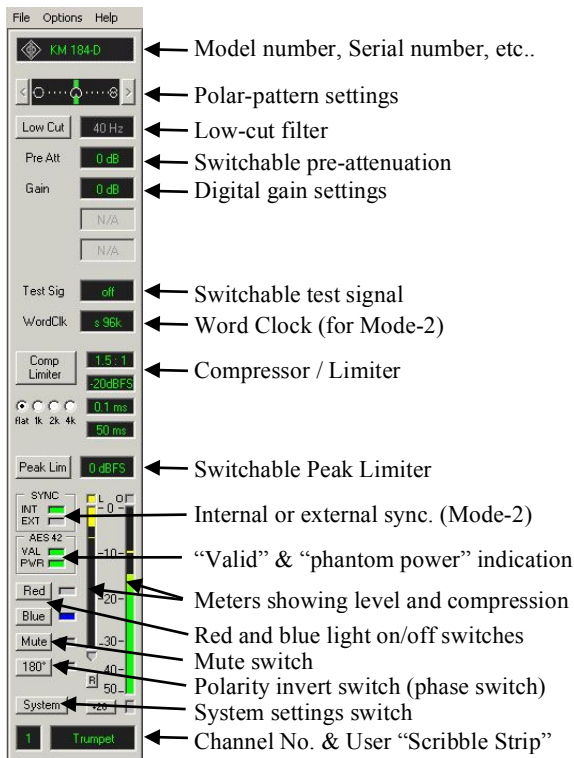 File Options Help
KM 184-D
Model number, Serial number, etc..
Polar-pattern settings
Low Cut 40 Hz
Low-cut filter
Pre Att 0 dB
Switchable pre-attenuation
Gain 0 dB
Digital gain settings
N/A
N/A
Test Sig off
Switchable test signal
WordClk s 96k
Word Clock (for Mode-2)
Comp Limiter
1.5 : 1
-20dBFS
Compressor / Limiter
0.1 ms
flat 1k 2k 4k
50 ms
Peak Lim 0 dBFS
Switchable Peak Limiter
SYNC
INT
EXT
Internal or external sync. (Mode-2)
AES 42
VAL
PWR
“Valid” & “phantom power” indication
L O
- 0 -
-10-
-20-
-30-
40-
50-
R
+20
Meters showing level and compression
Red
Blue
Red and blue light on/off switches
Mute
Mute switch
180°
Polarity invert switch (phase switch)
System
System settings switch
1 Trumpet
Channel No. & User “Scribble Strip”